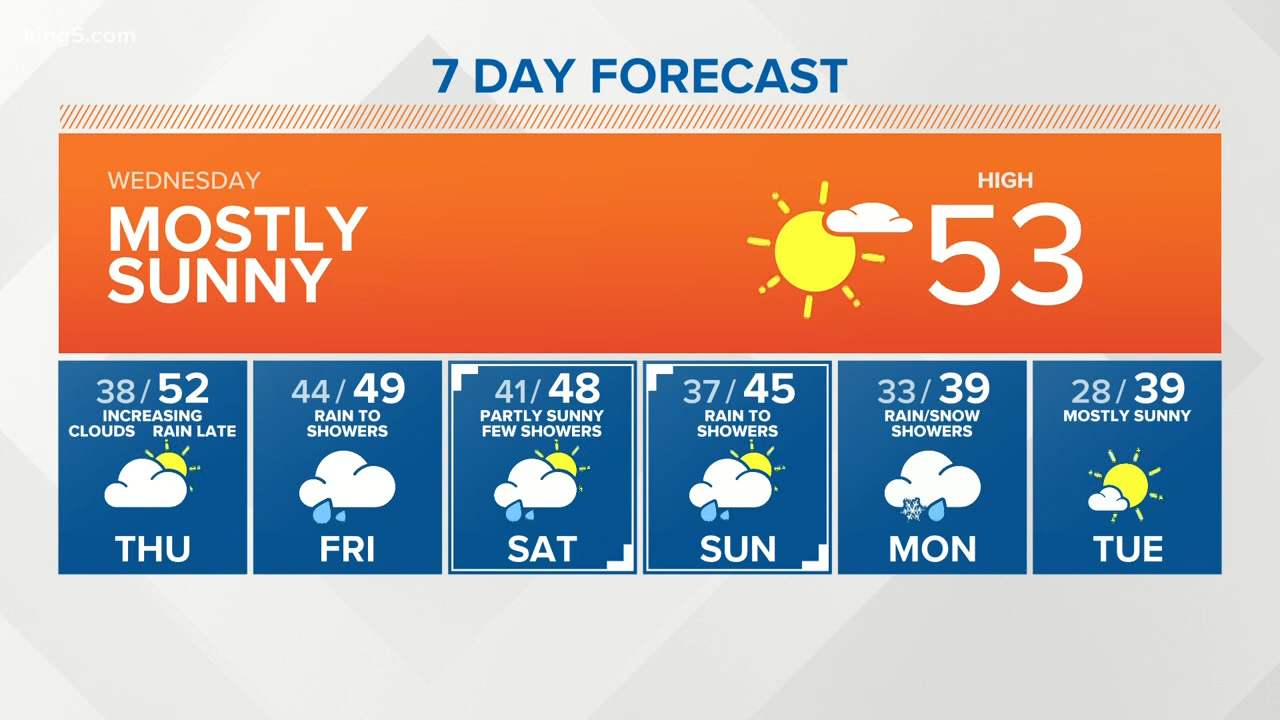 king5.com
7 DAY FORECAST
WEDNESDAY
MOSTLY
SUNNY
HIGH
53
38 / 52
INCREASING
CLOUDS RAIN LATE
THU
44 / 49
RAIN TO
SHOWERS
FRI
41 / 48
PARTLY SUNNY
FEW SHOWERS
SAT
37 / 45
RAIN TO
SHOWERS
SUN
33 / 39
RAIN/SNOW
SHOWERS
MON
28 / 39
MOSTLY SUNNY
TUE